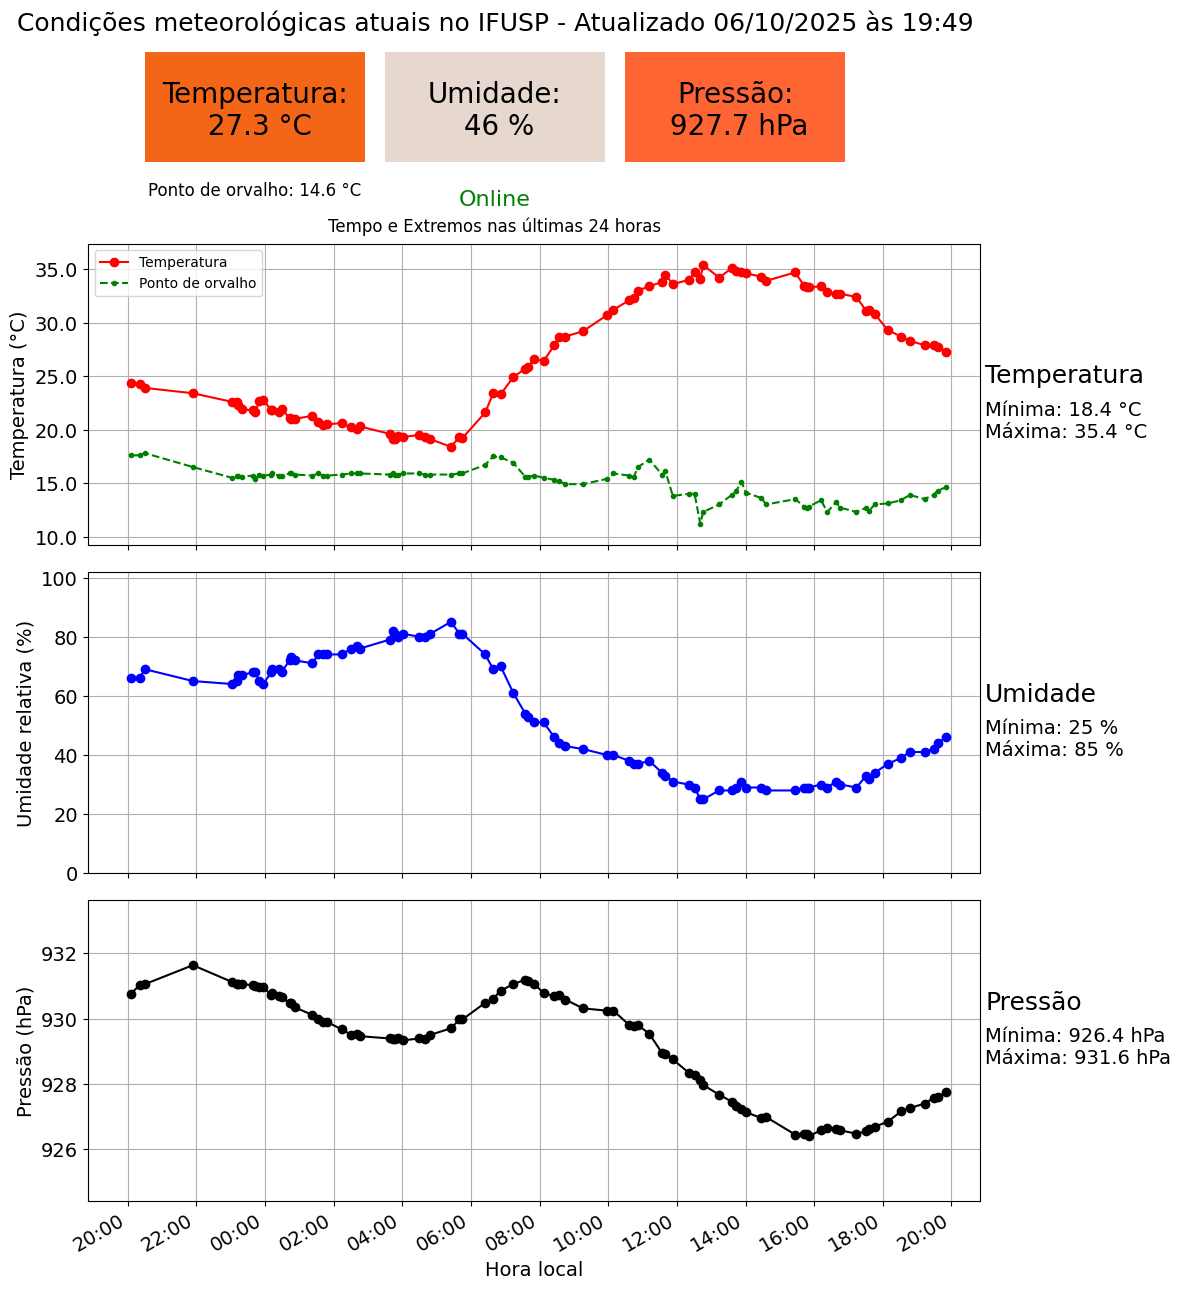 Condições meteorológicas atuais no IFUSP - Atualizado 06/10/2025 às 19:49
Temperatura:
27.3 °C
Umidade:
46 %
Pressão:
927.7 hPa
Ponto de orvalho: 14.6 °C
Online
Tempo e Extremos nas últimas 24 horas
Temperatura
Ponto de orvalho
Temperatura (°C)
35.0
30.0
25.0
20.0
15.0
10.0
Temperatura
Mínima: 18.4 °C
Máxima: 35.4 °C
Umidade relativa (%)
100
80
60
40
20
0
Umidade
Mínima: 25 %
Máxima: 85 %
Pressão (hPa)
932
930
928
926
Pressão
Mínima: 926.4 hPa
Máxima: 931.6 hPa
20:00
22:00
00:00
02:00
04:00
06:00
08:00
10:00
12:00
14:00
16:00
18:00
20:00
Hora local